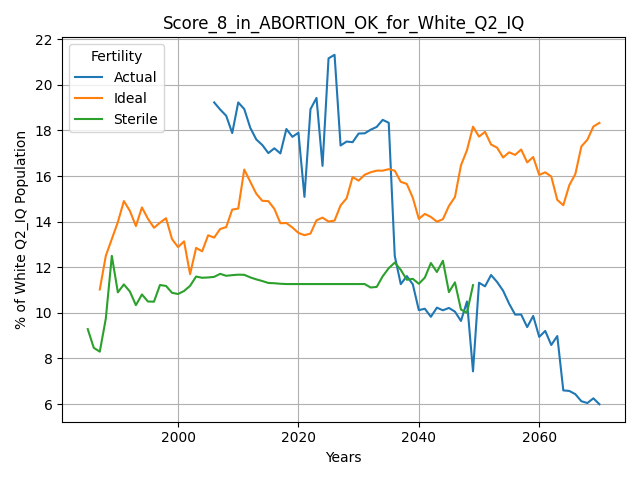 Score_8_in_ABORTION_OK_for_White_Q2_IQ
Fertility
Actual
Ideal
Sterile
% of White Q2_IQ Population
22
20
18
16
14
12
10
8
6
2000 2020 2040 2060
Years